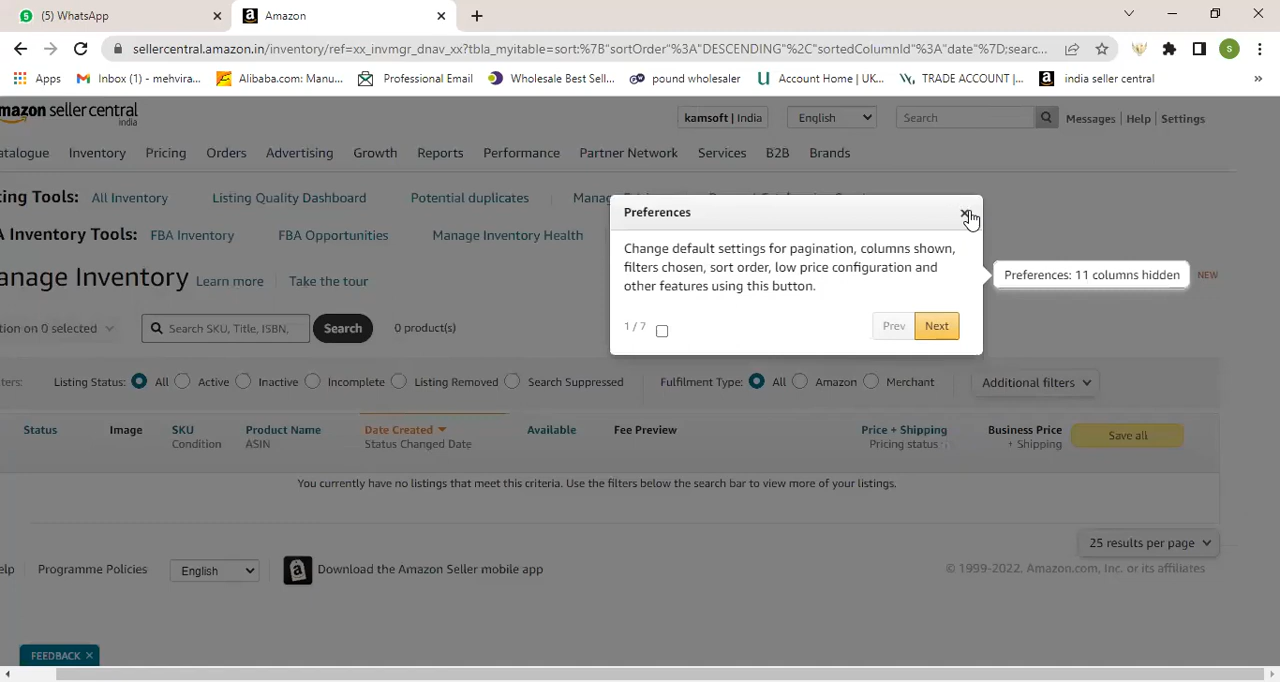 5 (5) WhatsApp
Amazon
sellercentral.amazon.in/inventory/ref=xx_invmgr_dnav_xx?tbla_myitable=sort:%7B"sortOrder"%3A"DESCENDING"%2C"sortedColumnId"%3A"date"%7D;searc...
S
Apps Inbox (1) - mehvira... Alibaba.com: Manu... Professional Email Wholesale Best Sell... pound wholesaler Account Home | UK... TRADE ACCOUNT |... india seller central »
mazon seller central
india
kamsoft | India English Search Messages | Help | Settings
atalogue Inventory Pricing Orders Advertising Growth Reports Performance Partner Network Services B2B Brands
ting Tools: All Inventory Listing Quality Dashboard Potential duplicates
A Inventory Tools: FBA Inventory FBA Opportunities Manage Inventory Health
anage Inventory Learn more Take the tour
Preferences
Change default settings for pagination, columns shown,
filters chosen, sort order, low price configuration and
other features using this button.
1 / 7 Prev Next
Preferences: 11 columns hidden NEW
tion on 0 selected Search SKU, Title, ISBN, Search 0 product(s)
ters: Listing Status: All Active Inactive Incomplete Listing Removed Search Suppressed Fulfilment Type: All Amazon Merchant Additional filters
Status Image SKU Product Name Date Created Available Fee Preview Price + Shipping Business Price Save all
Condition ASIN Status Changed Date Pricing status + Shipping
You currently have no listings that meet this criteria. Use the filters below the search bar to view more of your listings.
25 results per page
elp Programme Policies English Download the Amazon Seller mobile app © 1999-2022, Amazon.com, Inc. or its affiliates
FEEDBACK ×